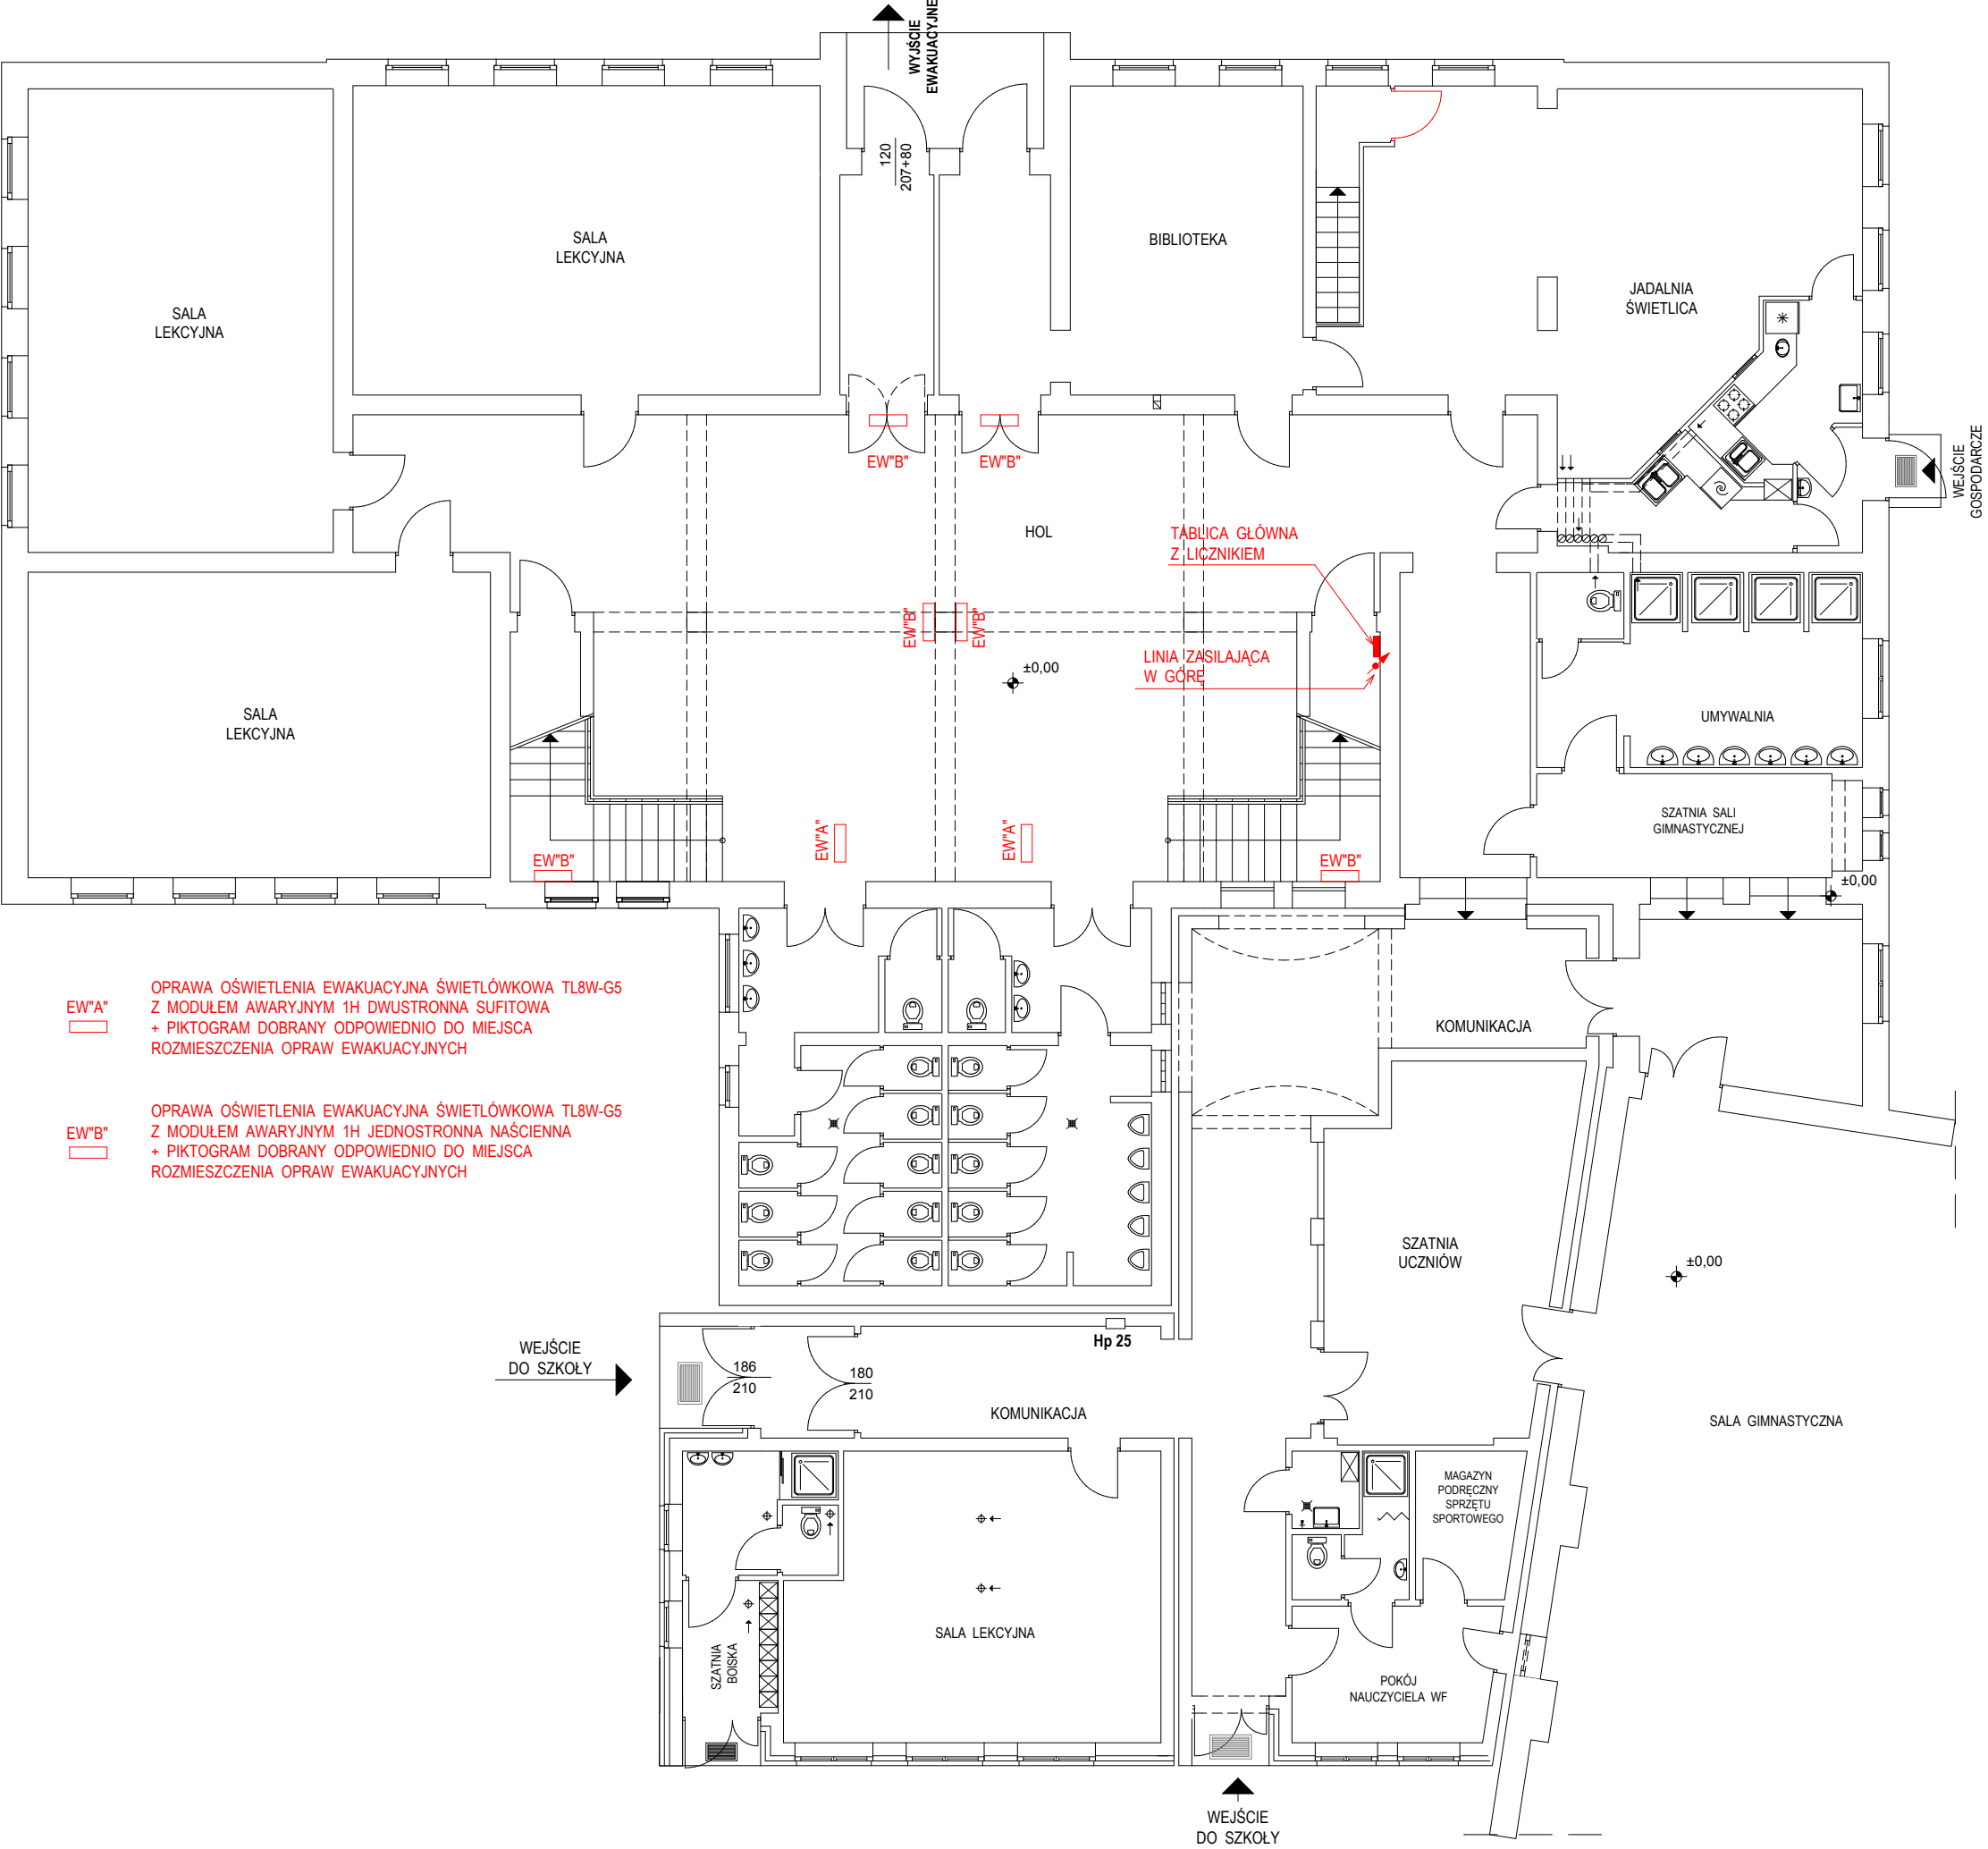 WYJŚCIE
EWAKUACYJNE
120
207+80
SALA
LEKCYJNA
BIBLIOTEKA
JADALNIA
ŚWIETLICA
SALA
LEKCYJNA
WEJŚCIE
GOSPODARCZE
EW"B"
EW"B"
HOL
TABLICA GŁÓWNA
Z LICZNIKIEM
EW"B"
EW"B"
LINIA ZASILAJĄCA
W GÓRĘ
±0,00
SALA
LEKCYJNA
UMYWALNIA
SZATNIA SALI
GIMNASTYCZNEJ
EW"A"
EW"A"
EW"B"
EW"B"
±0,00
EW"A"
OPRAWA OŚWIETLENIA EWAKUACYJNA ŚWIETLÓWKOWA TL8W-G5
Z MODUŁEM AWARYJNYM 1H DWUSTRONNA SUFITOWA
+ PIKTOGRAM DOBRANY ODPOWIEDNIO DO MIEJSCA
ROZMIESZCZENIA OPRAW EWAKUACYJNYCH
KOMUNIKACJA
EW"B"
OPRAWA OŚWIETLENIA EWAKUACYJNA ŚWIETLÓWKOWA TL8W-G5
Z MODUŁEM AWARYJNYM 1H JEDNOSTRONNA NAŚCIENNA
+ PIKTOGRAM DOBRANY ODPOWIEDNIO DO MIEJSCA
ROZMIESZCZENIA OPRAW EWAKUACYJNYCH
SZATNIA
UCZNIÓW
±0,00
Hp 25
WEJŚCIE
DO SZKOŁY
186
210
180
210
KOMUNIKACJA
SALA GIMNASTYCZNA
MAGAZYN
PODRĘCZNY
SPRZĘTU
SPORTOWEGO
SALA LEKCYJNA
SZATNIA
BOISKA
POKÓJ
NAUCZYCIELA WF
WEJŚCIE
DO SZKOŁY